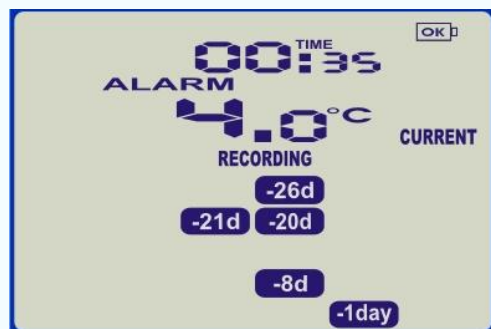 OK
TIME
00:35
ALARM
4.0°C
CURRENT
RECORDING
-26d
-21d -20d
-8d
-1day